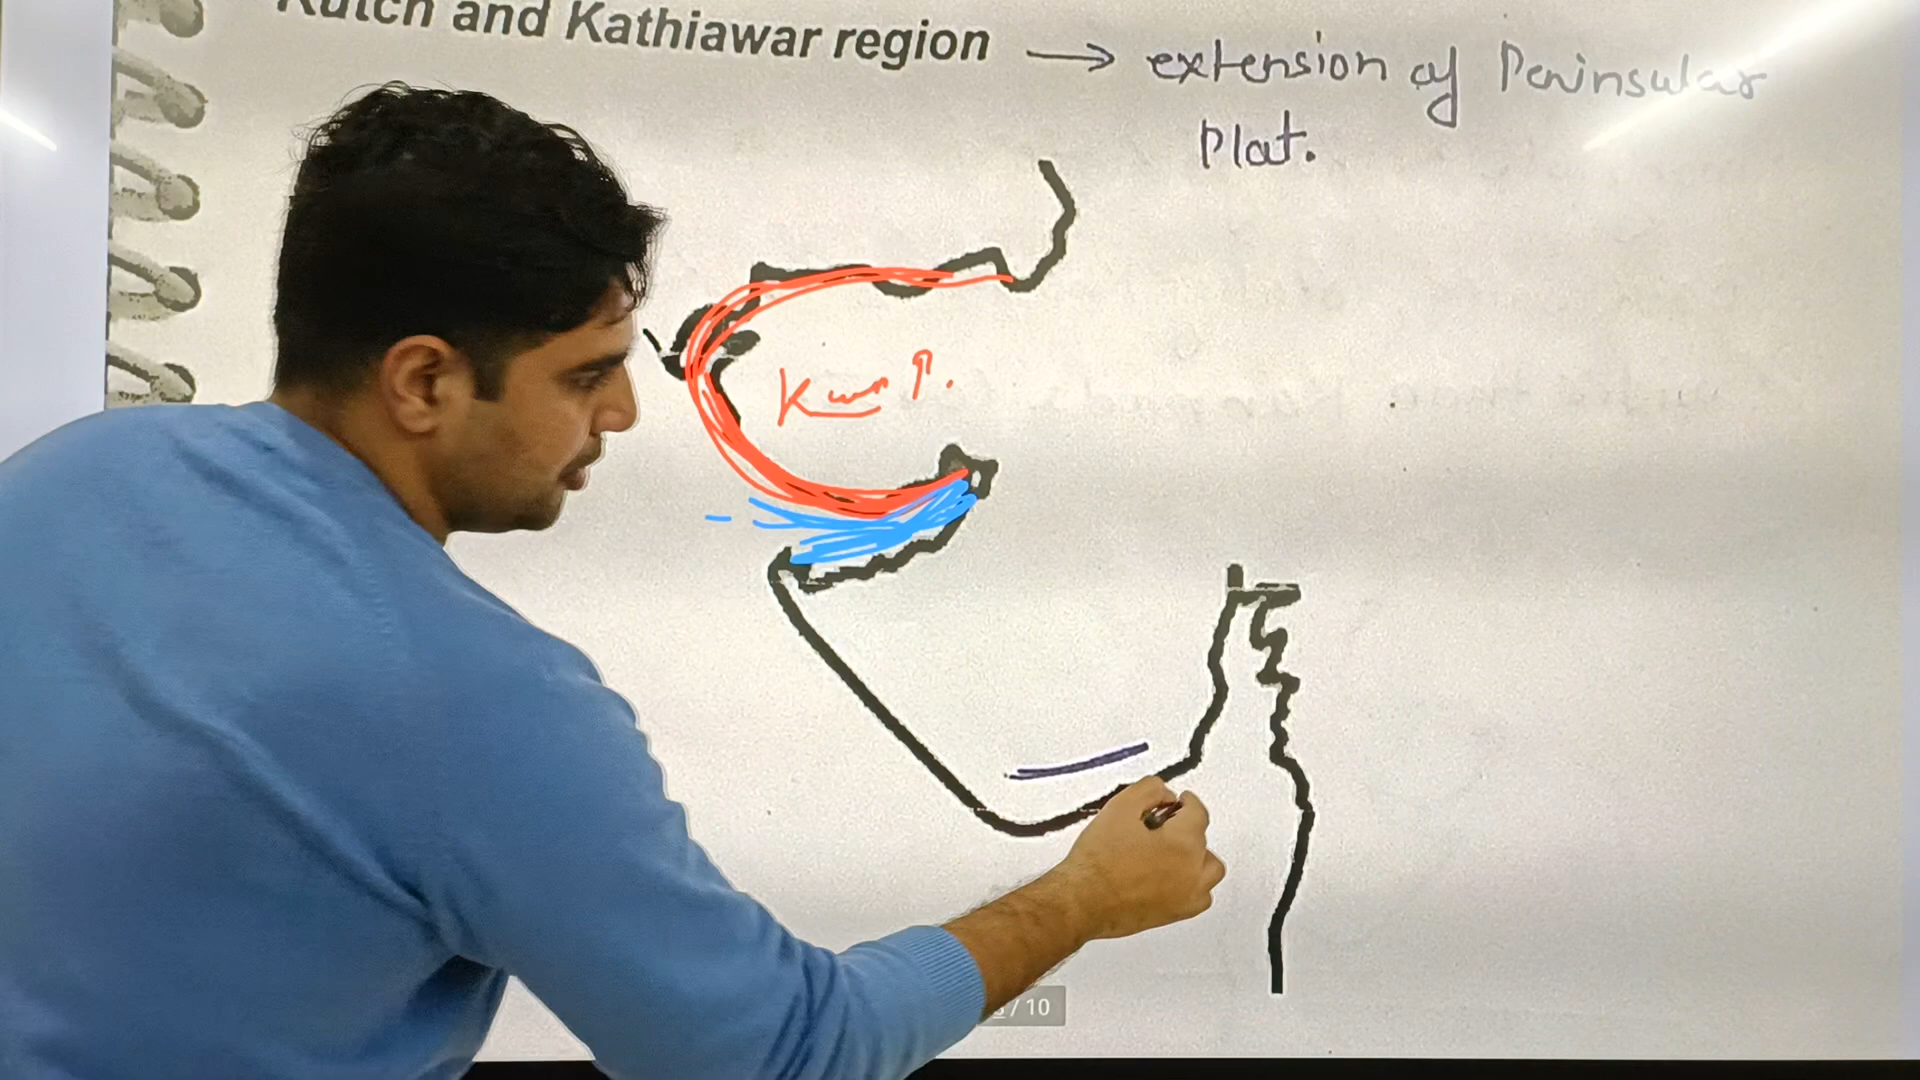 Kutch and Kathiawar region → extension of Peninsular
Plat.
K ↑.
/ 10